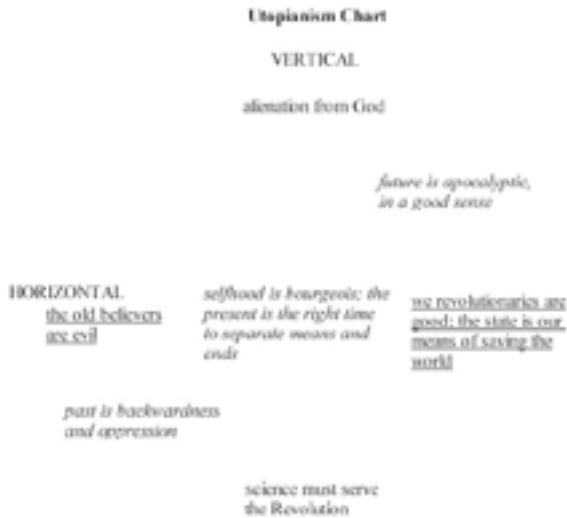 Utopianism Chart
VERTICAL
alienation from God
future is apocalyptic,
in a good sense
HORIZONTAL
the old believers
are evil
selfhood is bourgeois; the
present is the right time
to separate means and
ends
we revolutionaries are
good; the state is our
means of saving the
world
past is backwardness
and oppression
science must serve
the Revolution